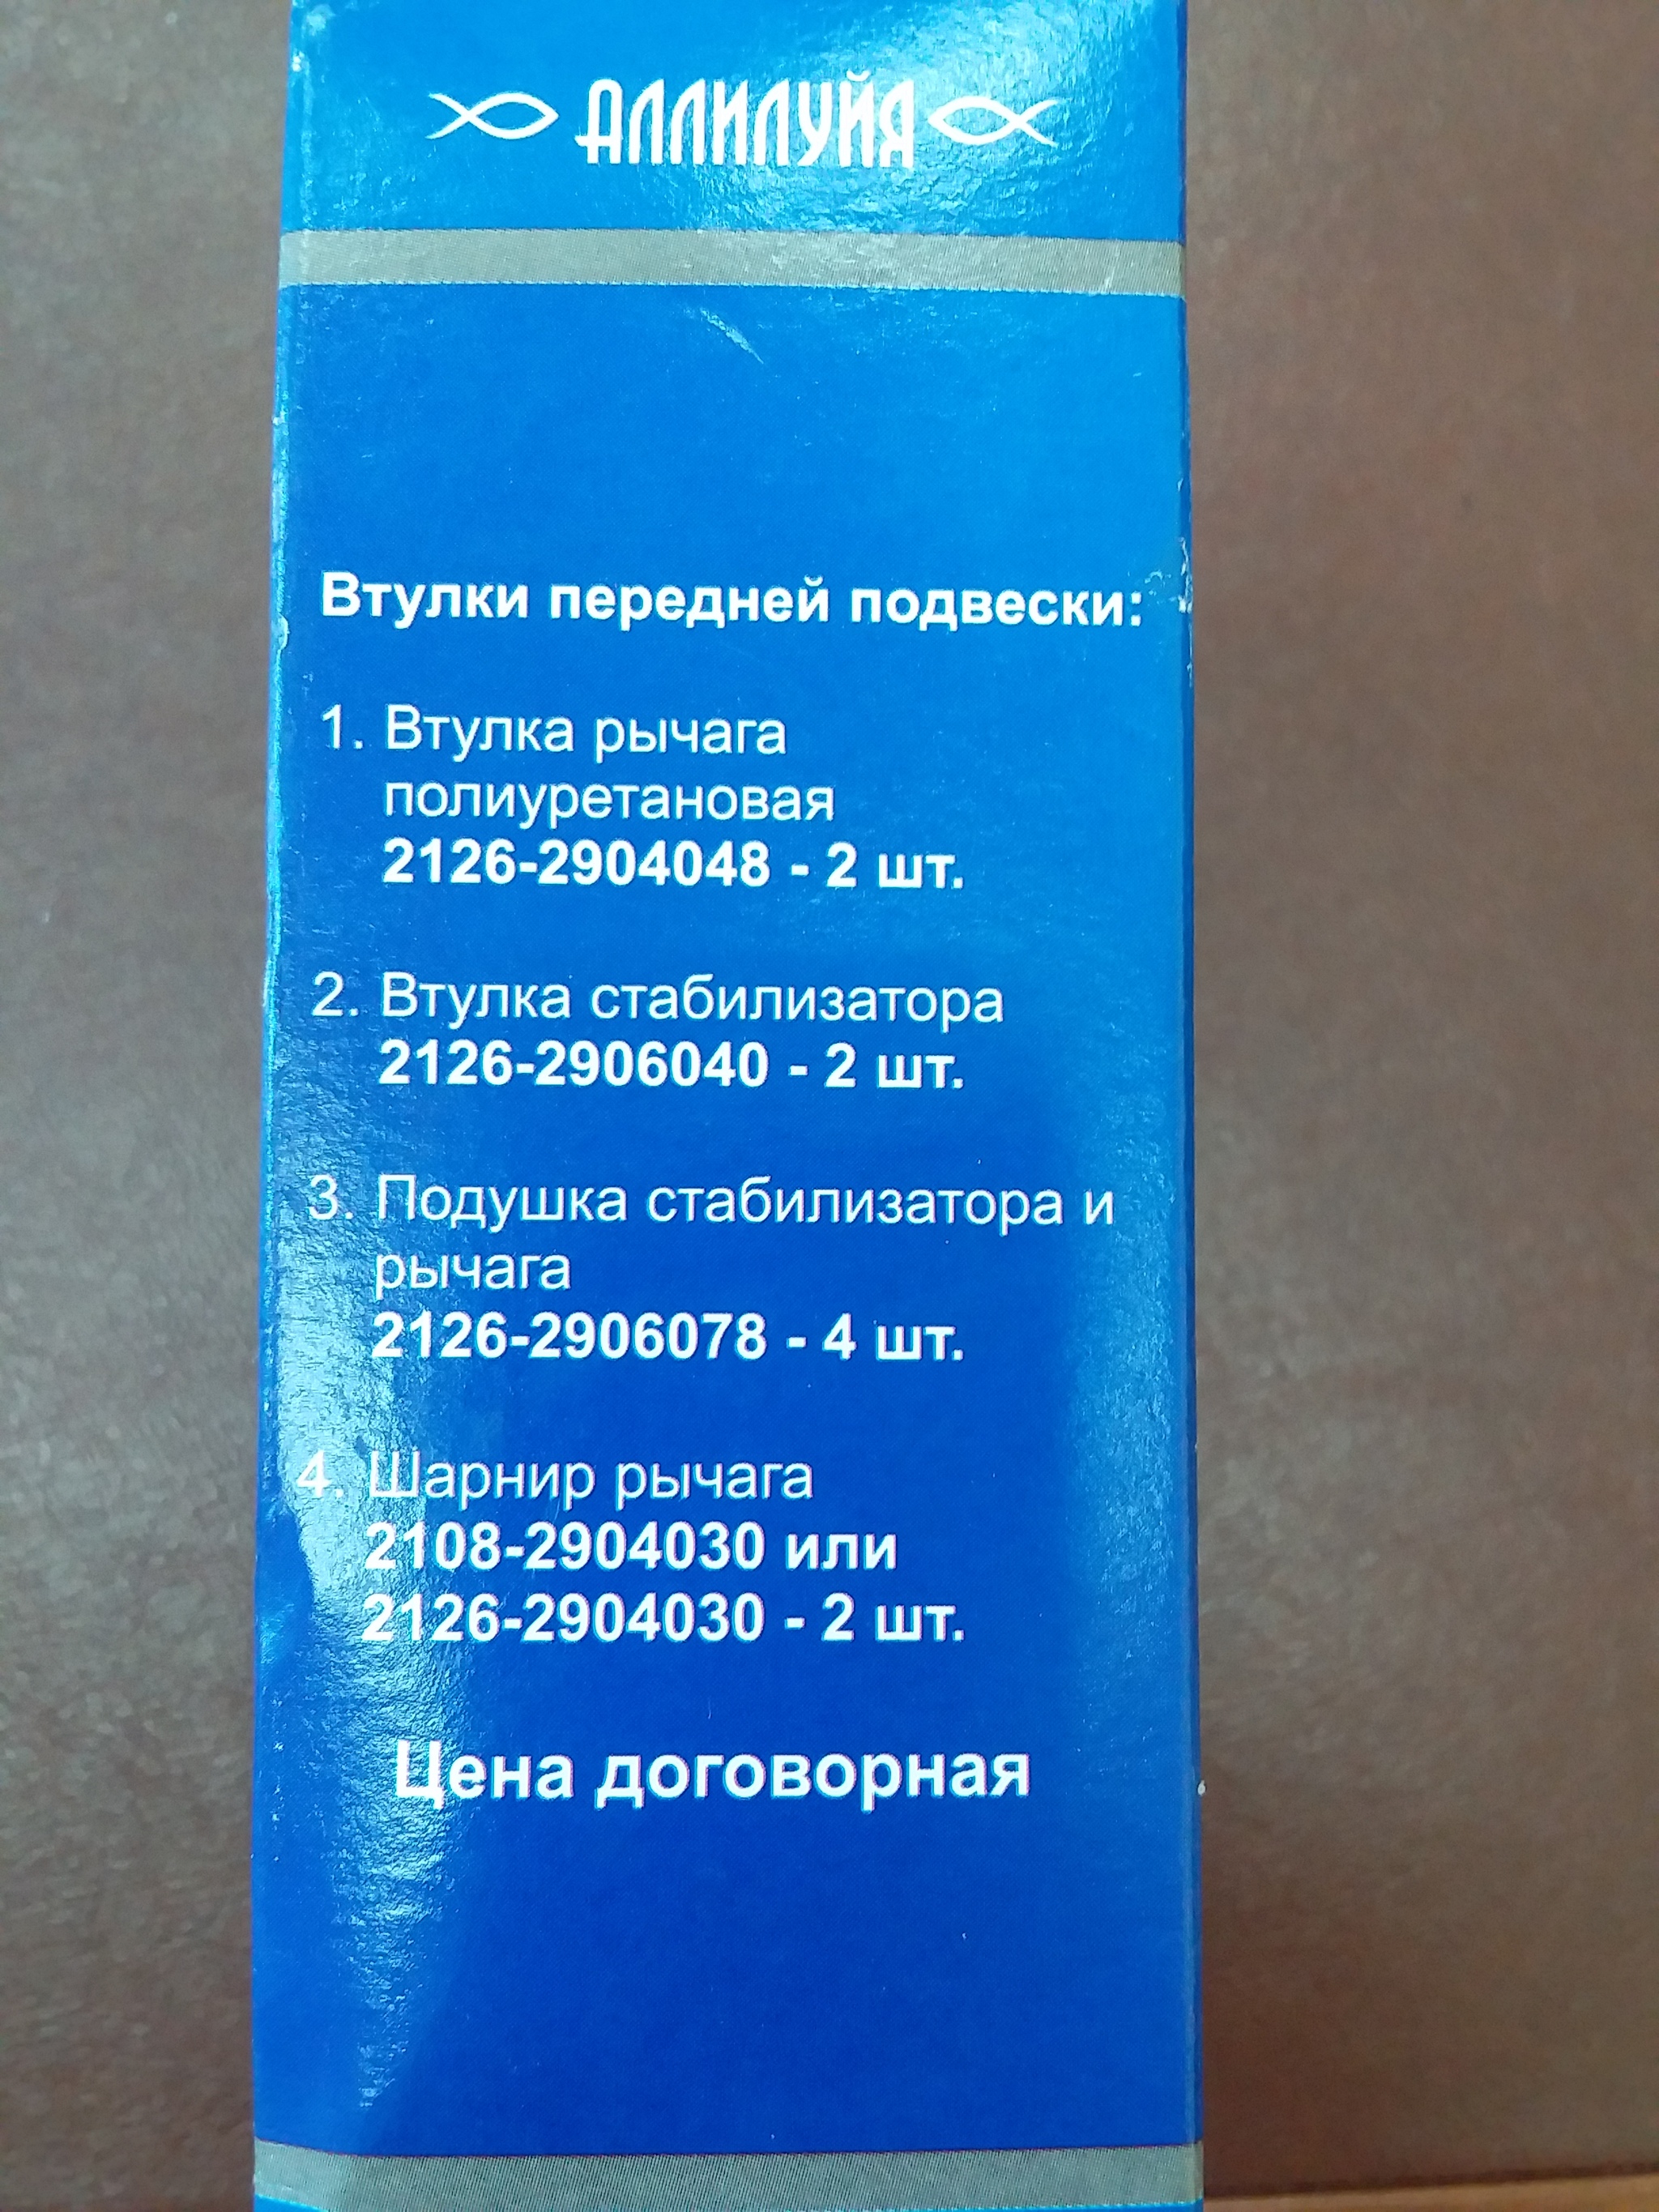 АЛЛИЛУЙЯ
Втулки передней подвески:
1. Втулка рычага
полиуретановая
2126-2904048 - 2 шт.
2. Втулка стабилизатора
2126-2906040 - 2 шт.
3. Подушка стабилизатора и
рычага
2126-2906078 - 4 шт.
4. Шарнир рычага
2108-2904030 или
2126-2904030 - 2 шт.
Цена договорная